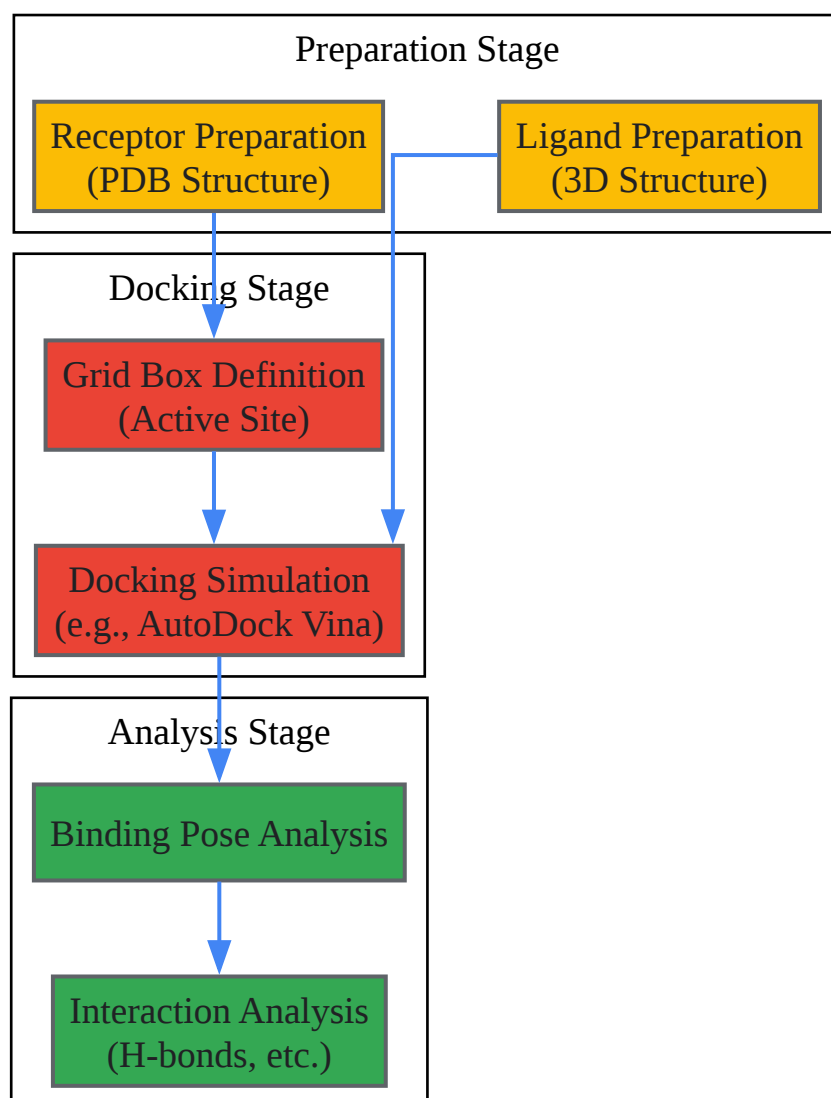 Preparation Stage
Receptor Preparation
(PDB Structure)
Ligand Preparation
(3D Structure)
Docking Stage
Grid Box Definition
(Active Site)
Docking Simulation
(e.g., AutoDock Vina)
Analysis Stage
Binding Pose Analysis
Interaction Analysis
(H-bonds, etc.)